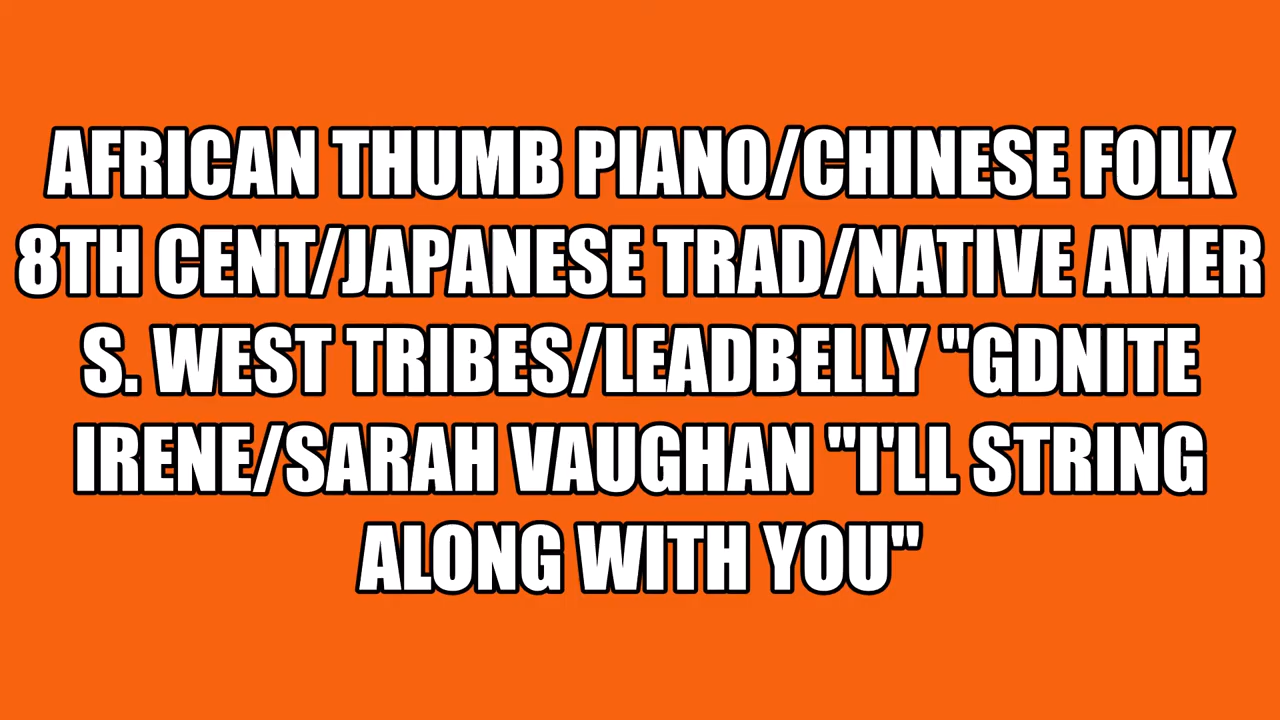 AFRICAN THUMB PIANO/CHINESE FOLK
8TH CENT/JAPANESE TRAD/NATIVE AMER
S. WEST TRIBES/LEADBELLY "GDNITE
IRENE/SARAH VAUGHAN "I'LL STRING
ALONG WITH YOU"